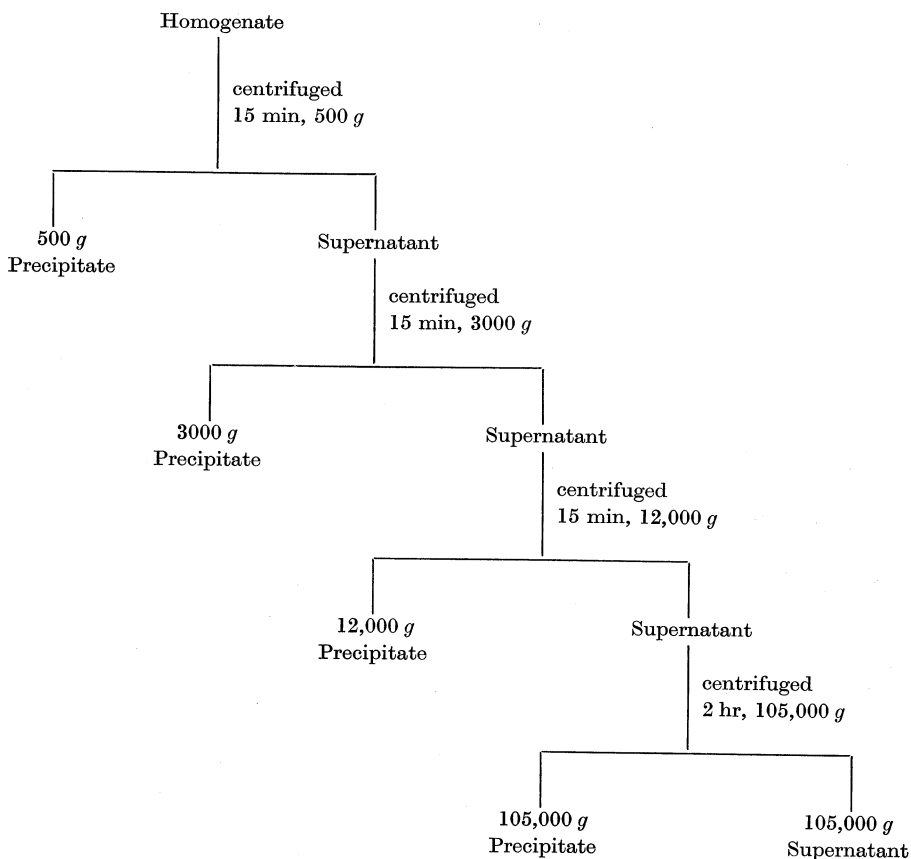 Homogenate
centrifuged
15 min, 500 g
500 g
Precipitate
Supernatant
centrifuged
15 min, 3000 g
3000 g
Precipitate
Supernatant
centrifuged
15 min, 12,000 g
12,000 g
Precipitate
Supernatant
centrifuged
2 hr, 105,000 g
105,000 g
Precipitate
105,000 g
Supernatant